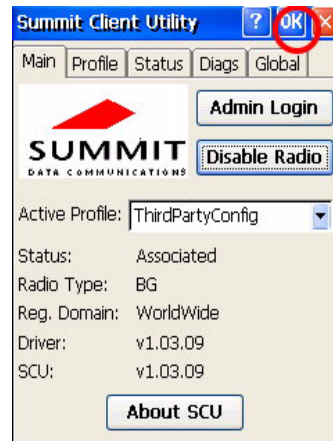 Summit Client Utility ? OK ×
Main Profile Status Diags Global
SUMMIT
DATA COMMUNICATIONS
Admin Login
Disable Radio
Active Profile: ThirdPartyConfig
Status: Associated
Radio Type: BG
Reg. Domain: WorldWide
Driver: v1.03.09
SCU: v1.03.09
About SCU